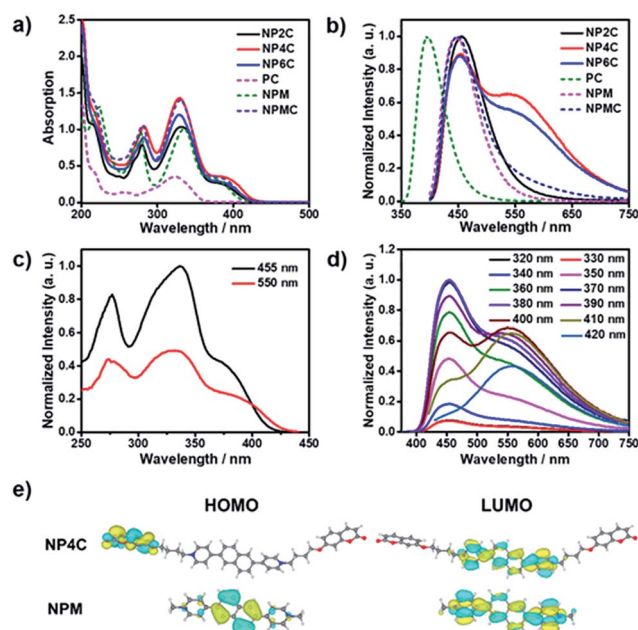 a)
2.5
2.0
1.5
1.0
0.5
0.0
Absorption
NP2C
NP4C
NP6C
PC
NPM
NPMC
200 300 400 500
Wavelength / nm
b)
1.0
0.8
0.6
0.4
0.2
0.0
Normalized Intensity (a. u.)
NP2C
NP4C
NP6C
PC
NPM
NPMC
350 450 550 650 750
Wavelength / nm
c)
1.0
0.8
0.6
0.4
0.2
0.0
Normalized Intensity (a. u.)
455 nm
550 nm
250 300 350 400 450
Wavelength / nm
d)
1.4
1.2
1.0
0.8
0.6
0.4
0.2
0.0
Normalized Intensity (a. u.)
320 nm 330 nm
340 nm 350 nm
360 nm 370 nm
380 nm 390 nm
400 nm 410 nm
420 nm
400 450 500 550 600 650 700 750
Wavelength / nm
e)
HOMO LUMO
NP4C
NPM